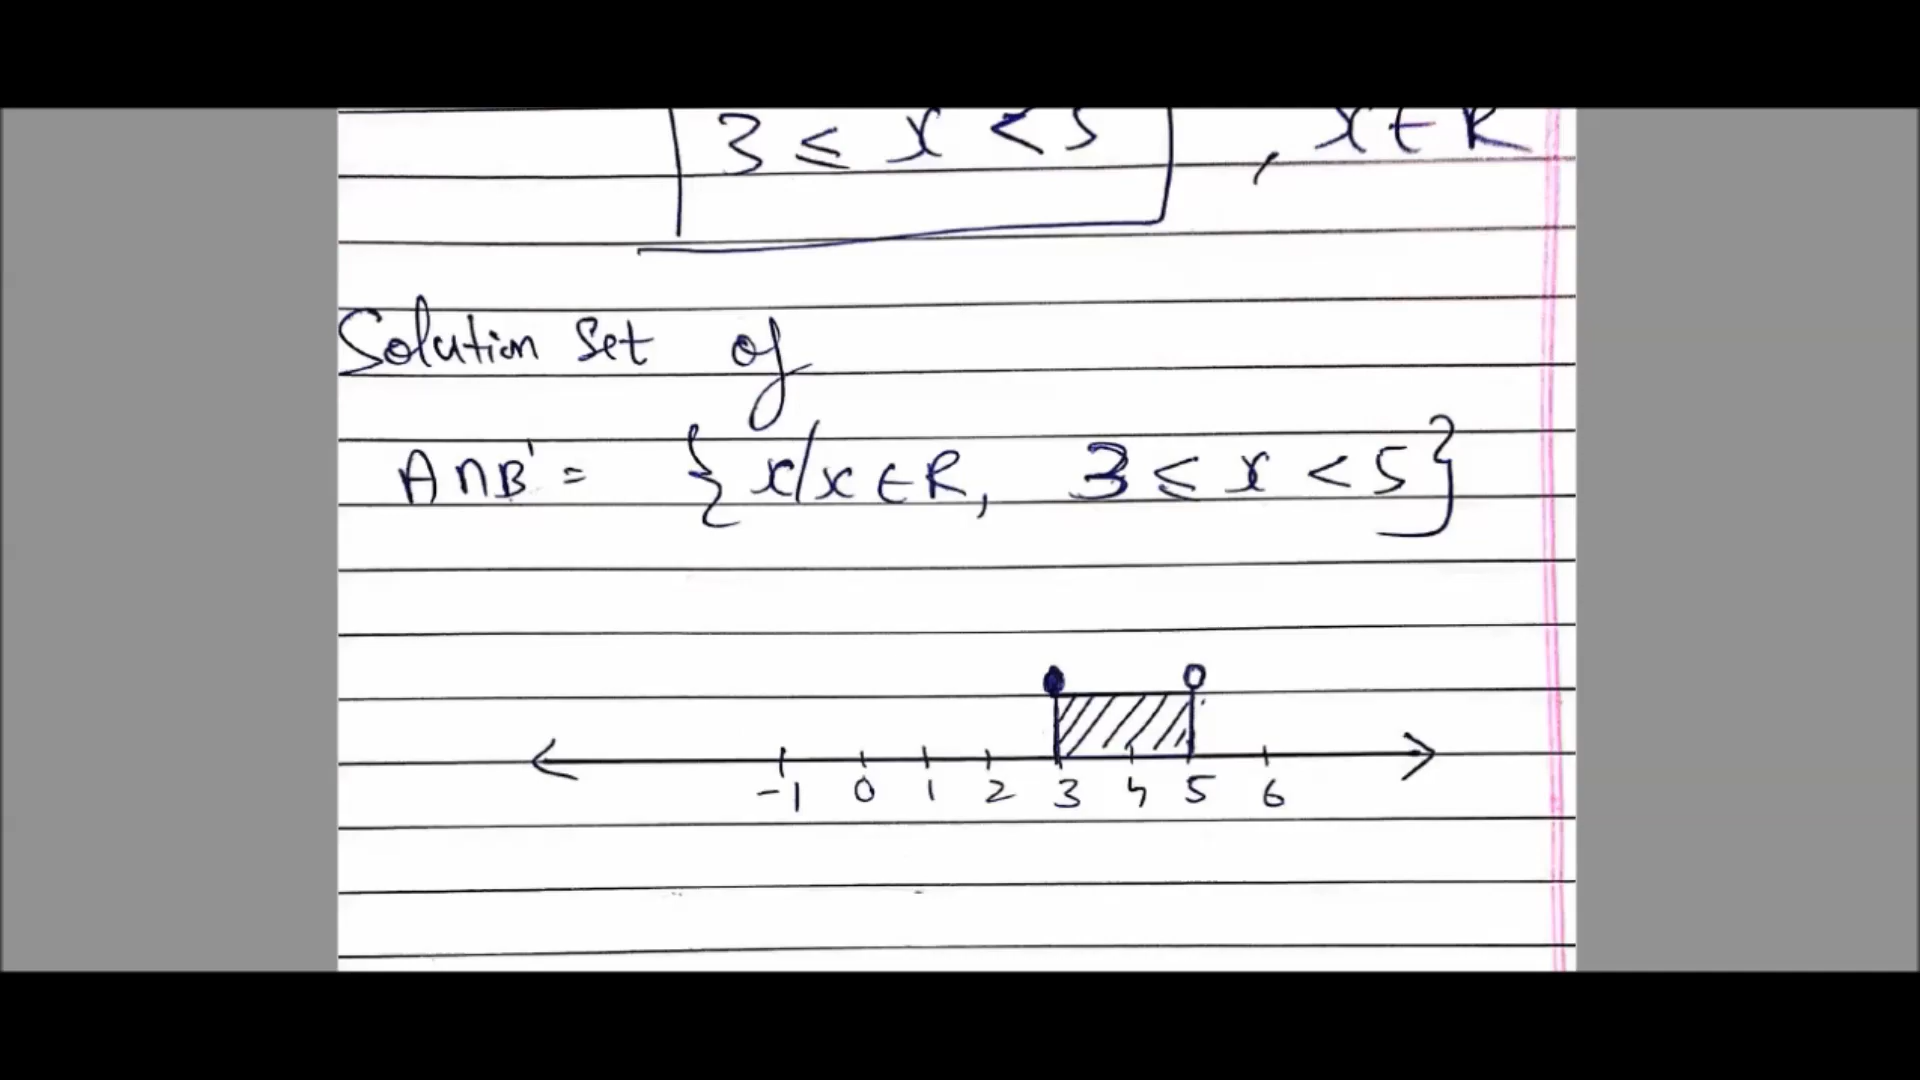 3 ≤ x < 5 , x ∈ R
Solution Set of
A∩B' = { x/x ∈ R, 3 ≤ x < 5}
-1 0 1 2 3 4 5 6